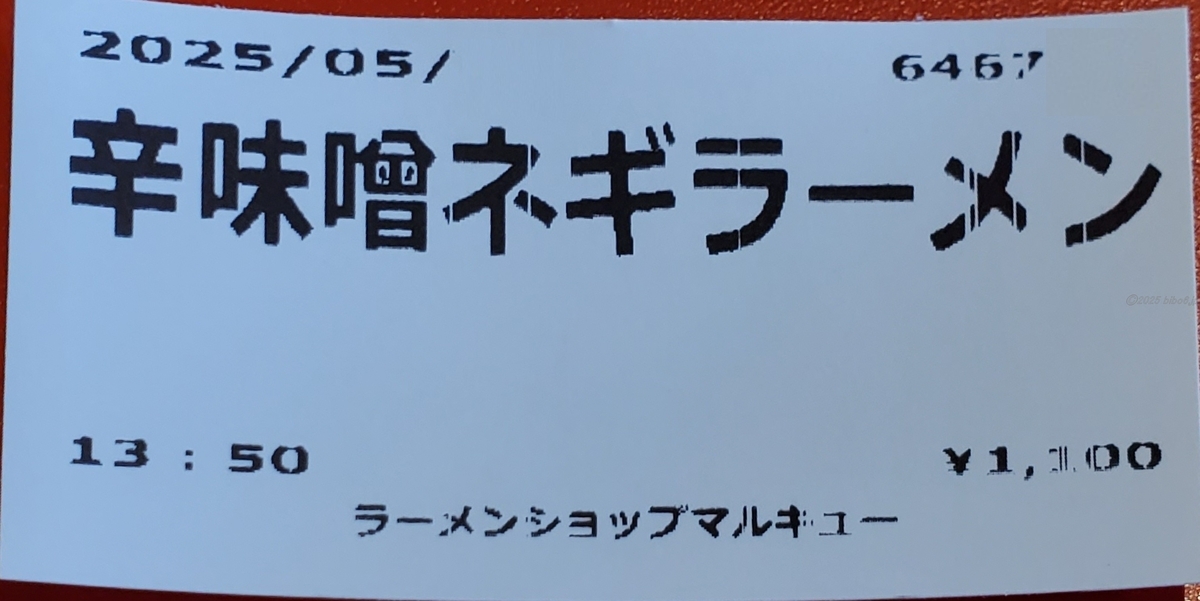 2025/05/ 6467
辛味噌ネギラーメン
13:50 ¥1,100
ラーメンショップマルキュー